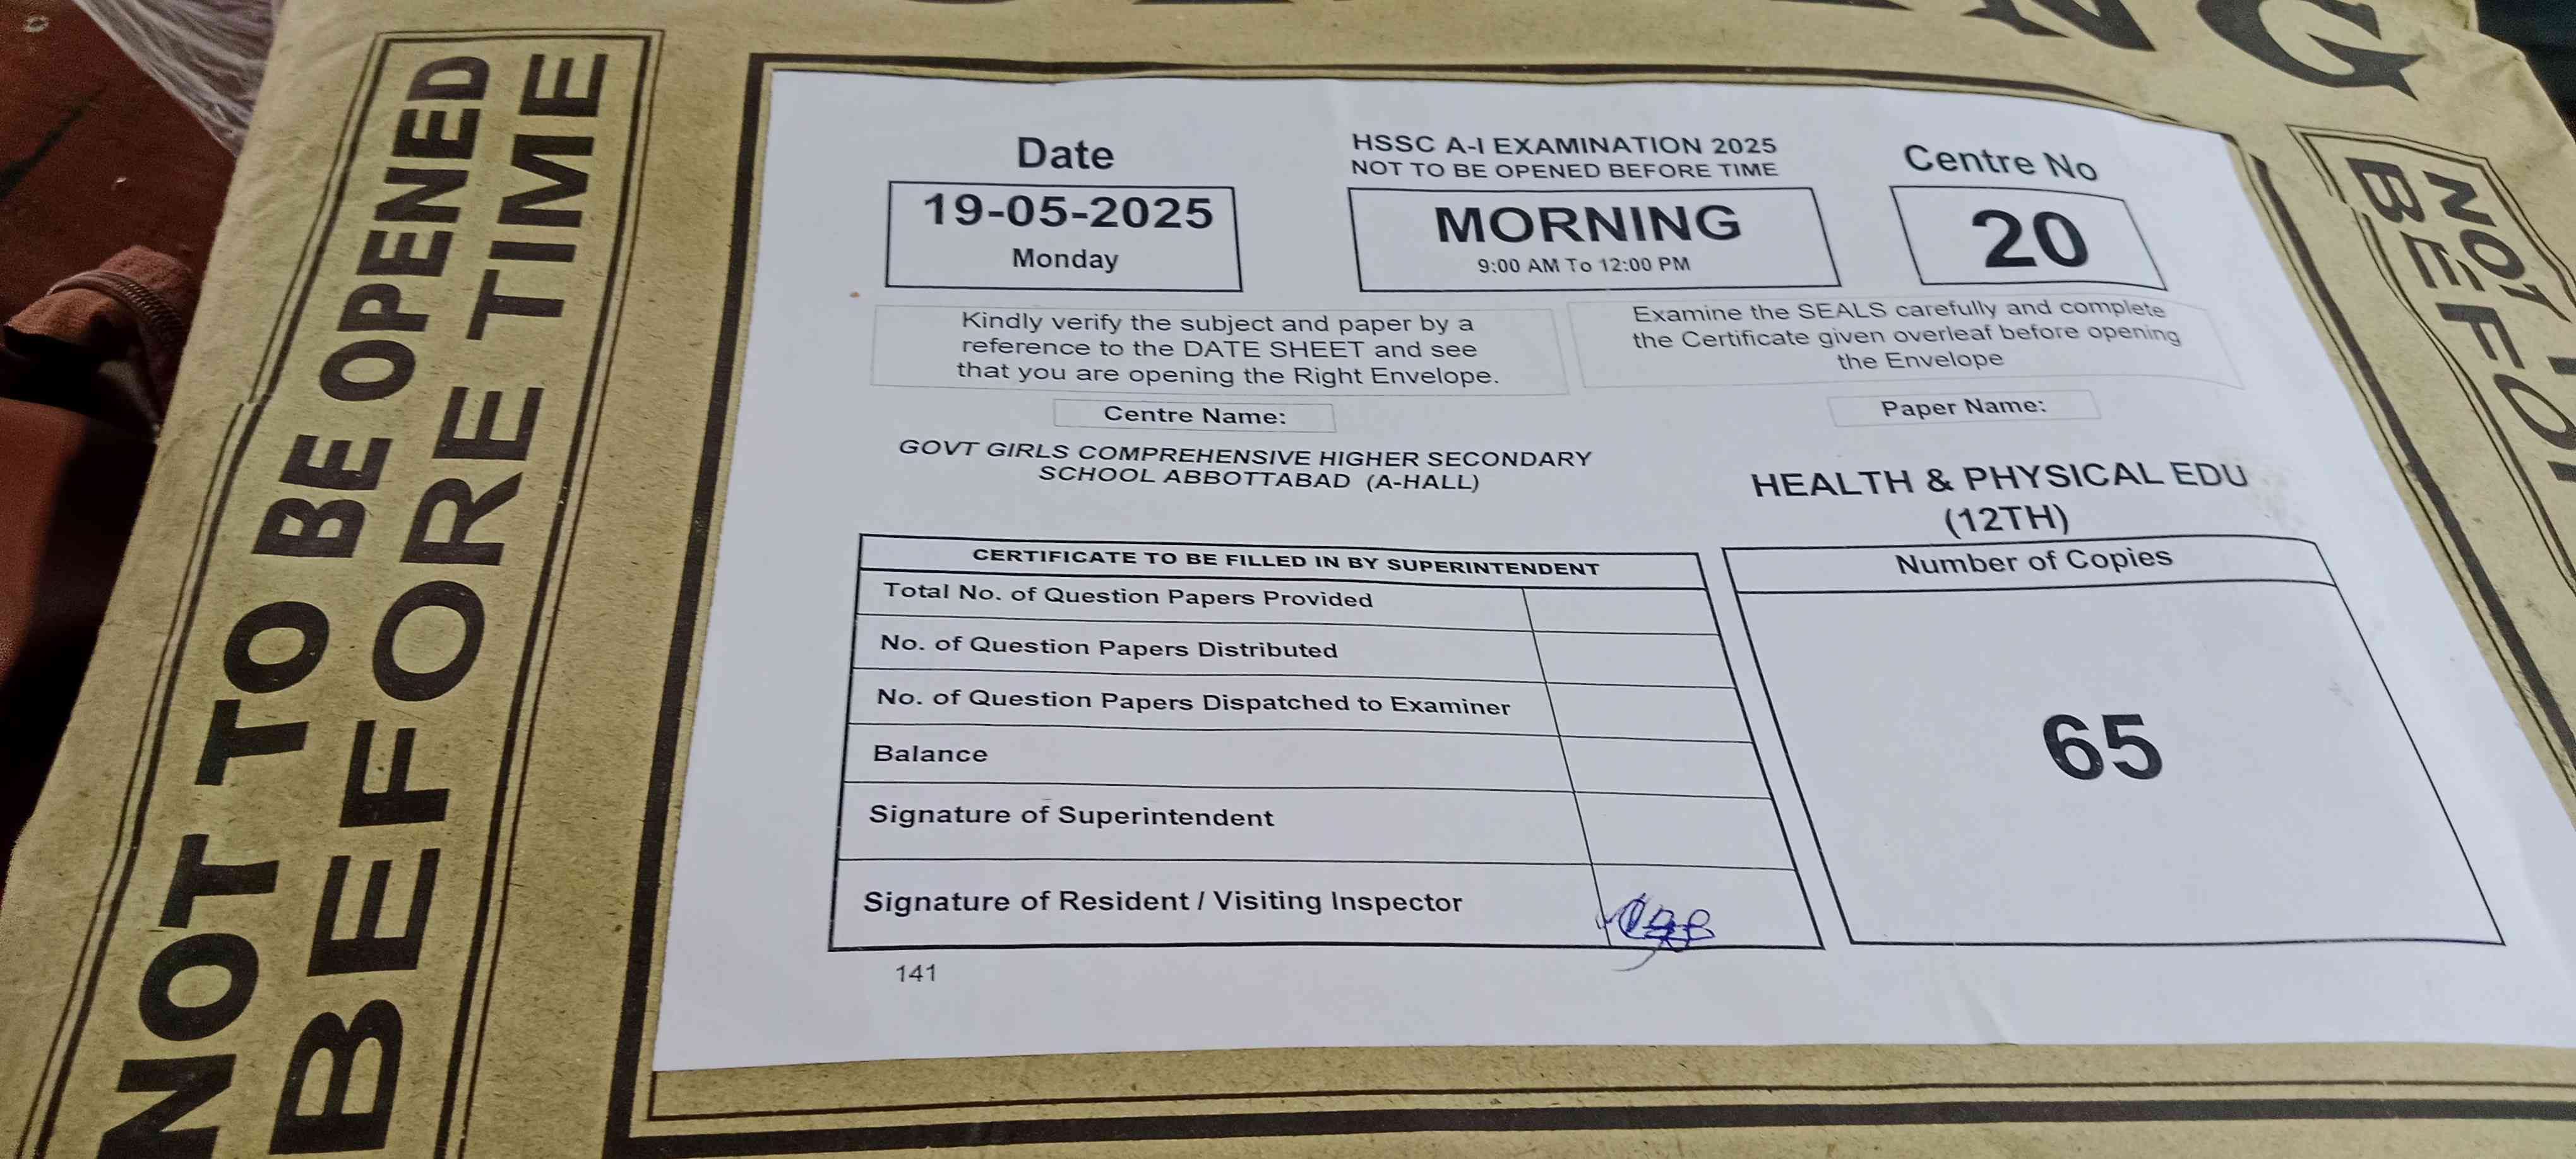 NOT TO BE OPENED
BEFORE TIME
Date
19-05-2025
Monday
HSSC A-I EXAMINATION 2025
NOT TO BE OPENED BEFORE TIME
MORNING
9:00 AM To 12:00 PM
Centre No
20
Kindly verify the subject and paper by a
reference to the DATE SHEET and see
that you are opening the Right Envelope.
Examine the SEALS carefully and complete
the Certificate given overleaf before opening
the Envelope
Centre Name:
GOVT GIRLS COMPREHENSIVE HIGHER SECONDARY
SCHOOL ABBOTTABAD (A-HALL)
Paper Name:
HEALTH & PHYSICAL EDU
(12TH)
CERTIFICATE TO BE FILLED IN BY SUPERINTENDENT
Total No. of Question Papers Provided
No. of Question Papers Distributed
No. of Question Papers Dispatched to Examiner
Balance
Signature of Superintendent
Signature of Resident / Visiting Inspector
141
Number of Copies
65
NOT